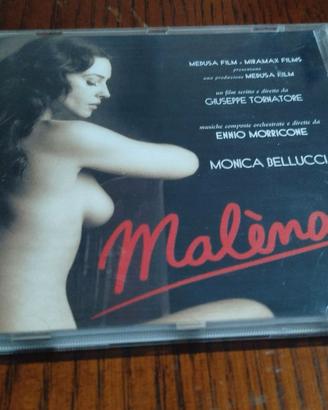 MEDUSA FILM e MIRAMAX FILMS
presentano
una produzione MEDUSA FILM
un film scritto e diretto da
GIUSEPPE TORNATORE
musiche composte orchestrate e dirette da
ENNIO MORRICONE
MONICA BELLUCCI
Malèna